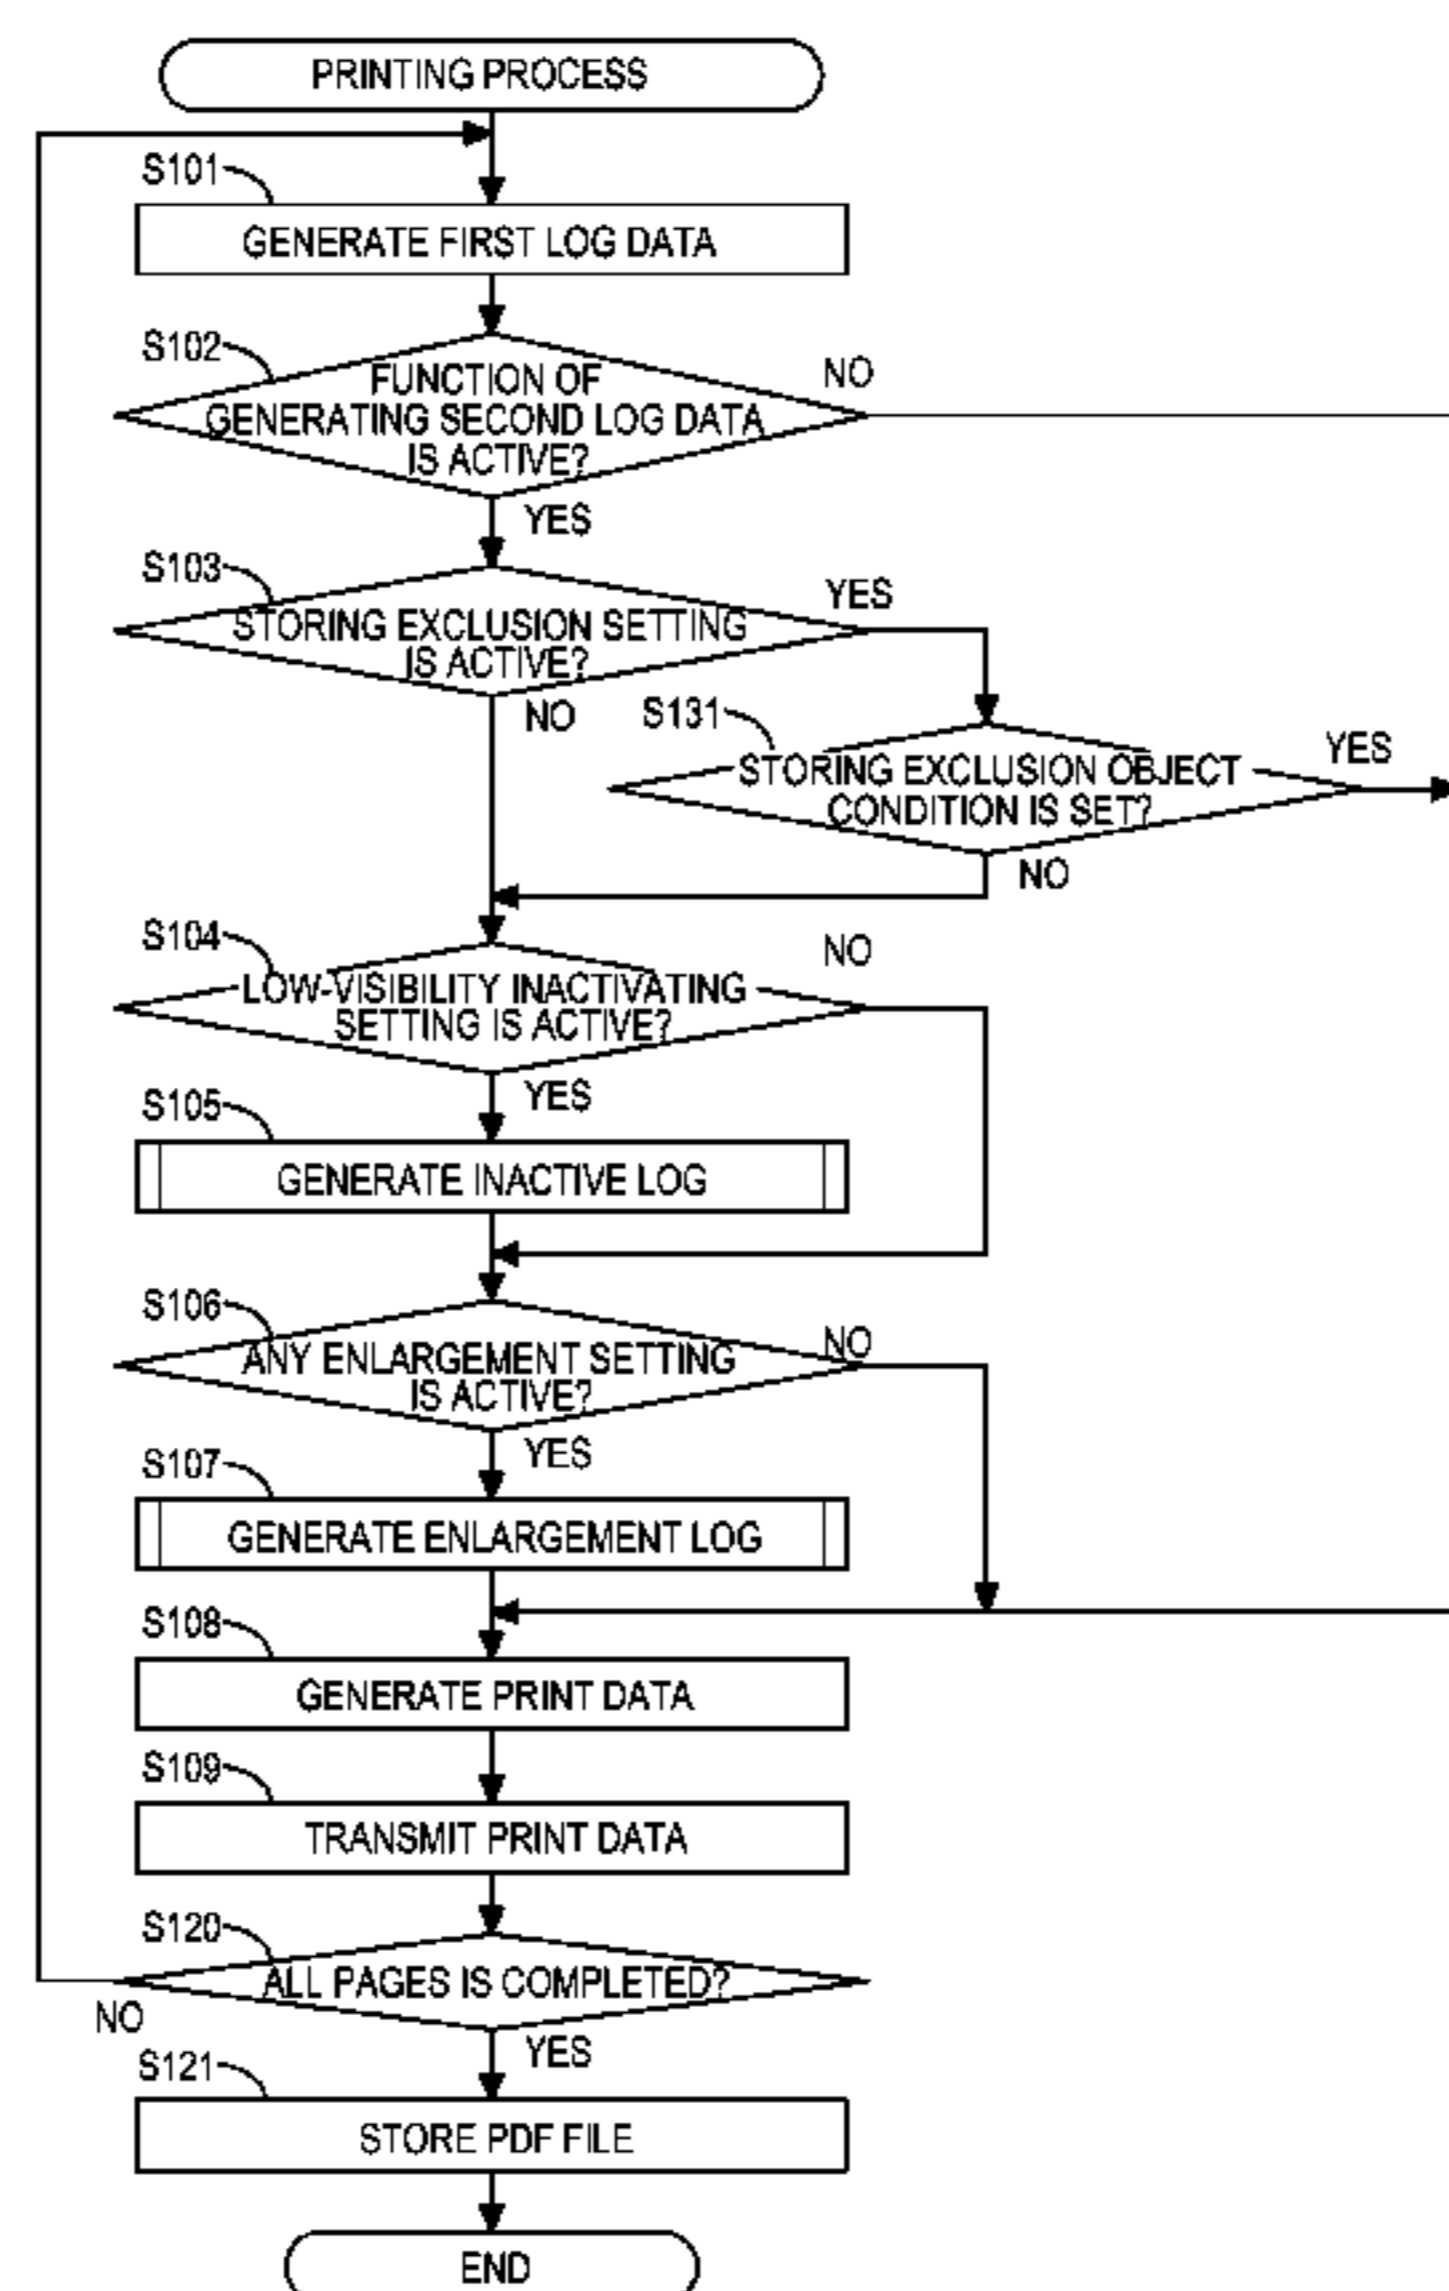 PRINTING PROCESS
S101
GENERATE FIRST LOG DATA
S102
FUNCTION OF
GENERATING SECOND LOG DATA
IS ACTIVE?
NO
YES
S103
STORING EXCLUSION SETTING
IS ACTIVE?
YES
NO
S131
STORING EXCLUSION OBJECT
CONDITION IS SET?
YES
NO
S104
LOW-VISIBILITY INACTIVATING
SETTING IS ACTIVE?
NO
YES
S105
GENERATE INACTIVE LOG
S106
ANY ENLARGEMENT SETTING
IS ACTIVE?
NO
YES
S107
GENERATE ENLARGEMENT LOG
S108
GENERATE PRINT DATA
S109
TRANSMIT PRINT DATA
S120
ALL PAGES IS COMPLETED?
NO
YES
S121
STORE PDF FILE
END